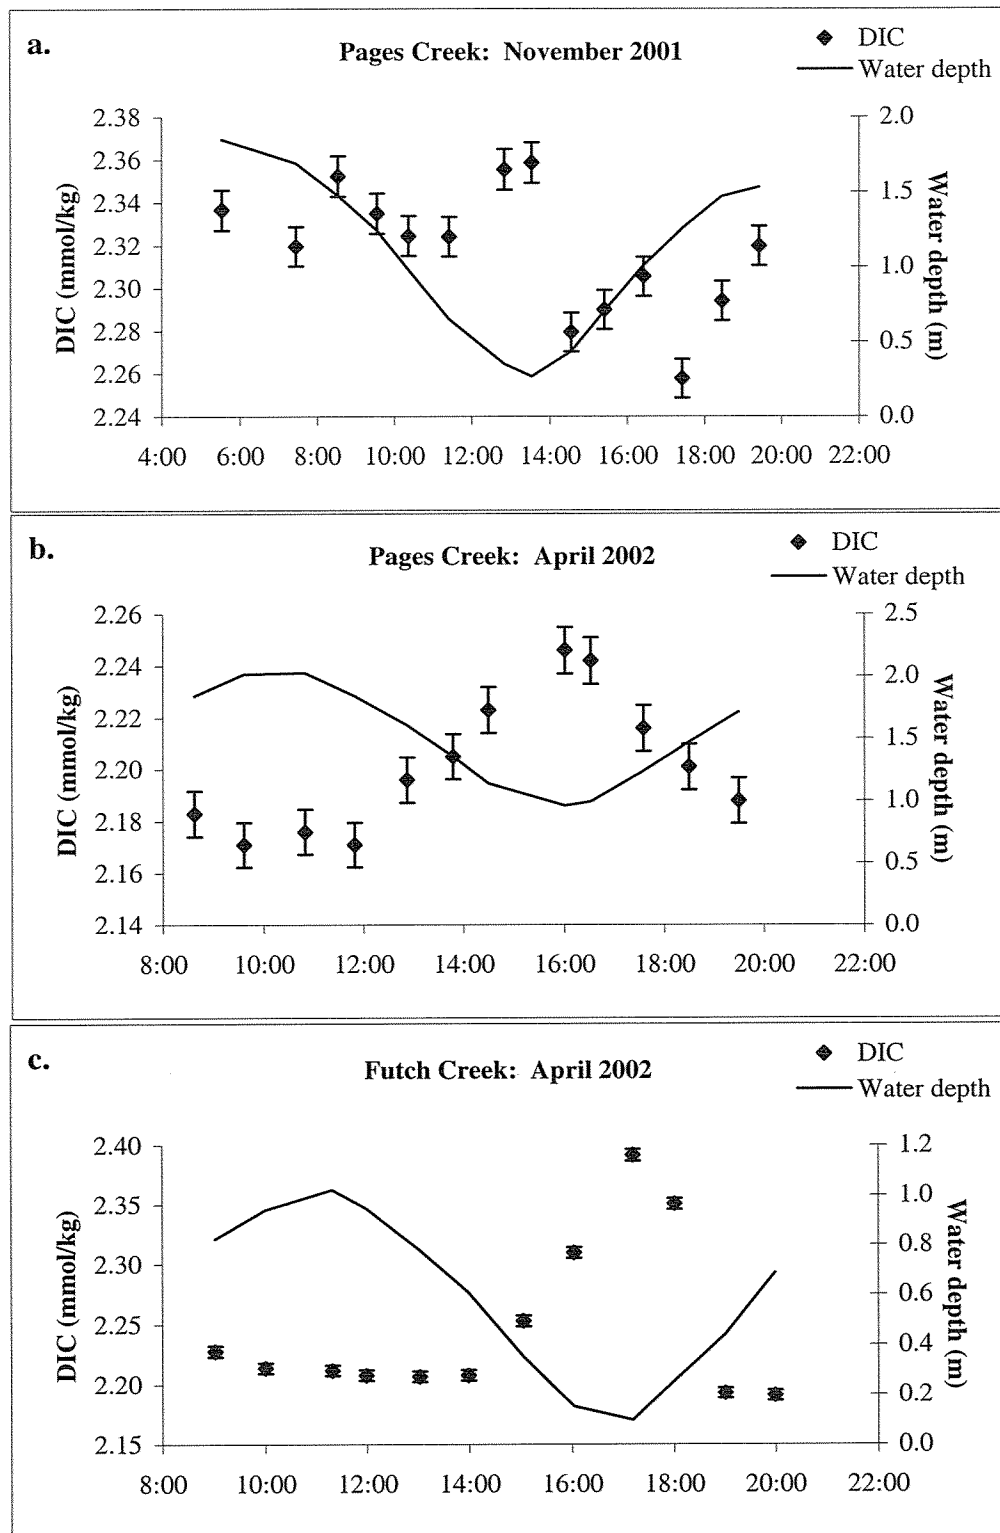 a.
Pages Creek: November 2001
DIC
Water depth
DIC (mmol/kg)
2.38
2.36
2.34
2.32
2.30
2.28
2.26
2.24
2.0
1.5
1.0
0.5
0.0
Water depth (m)
4:00 6:00 8:00 10:00 12:00 14:00 16:00 18:00 20:00 22:00
b.
Pages Creek: April 2002
DIC
Water depth
DIC (mmol/kg)
2.26
2.24
2.22
2.20
2.18
2.16
2.14
2.5
2.0
1.5
1.0
0.5
0.0
Water depth (m)
8:00 10:00 12:00 14:00 16:00 18:00 20:00 22:00
c.
Futch Creek: April 2002
DIC
Water depth
DIC (mmol/kg)
2.40
2.35
2.30
2.25
2.20
2.15
1.2
1.0
0.8
0.6
0.4
0.2
0.0
Water depth (m)
8:00 10:00 12:00 14:00 16:00 18:00 20:00 22:00